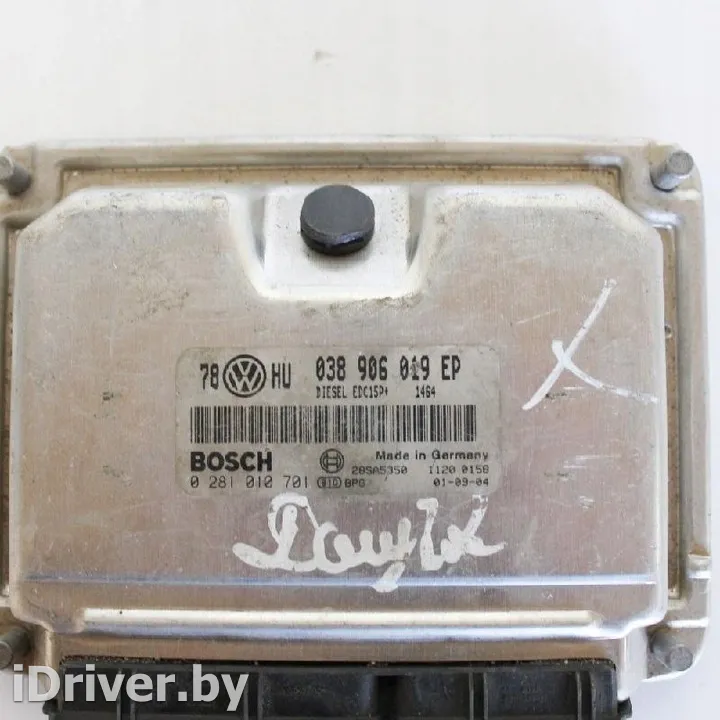 X
78 HU 038 906 019 EP
DIESEL EDC15P+ 1464
BOSCH Made in Germany
28SA5350 1120 0158
0 281 010 701 BPG 01-09-04
iDriver.by